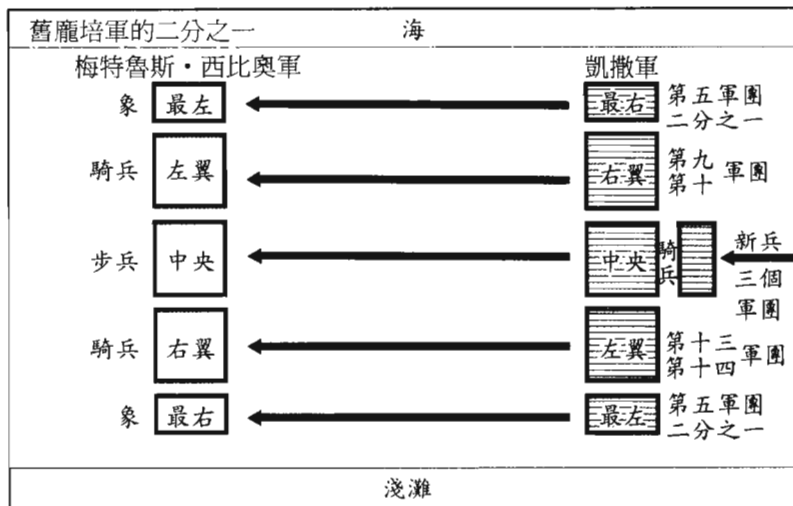 舊龐培軍的二分之一
海
梅特魯斯・西比奧軍
凱撒軍
象
最左
最右
第五軍團
二分之一
騎兵
左翼
右翼
第九
第十
軍團
步兵
中央
中央
騎兵
新兵
三個
軍團
騎兵
右翼
左翼
第十三
第十四
軍團
象
最右
最左
第五軍團
二分之一
淺灘